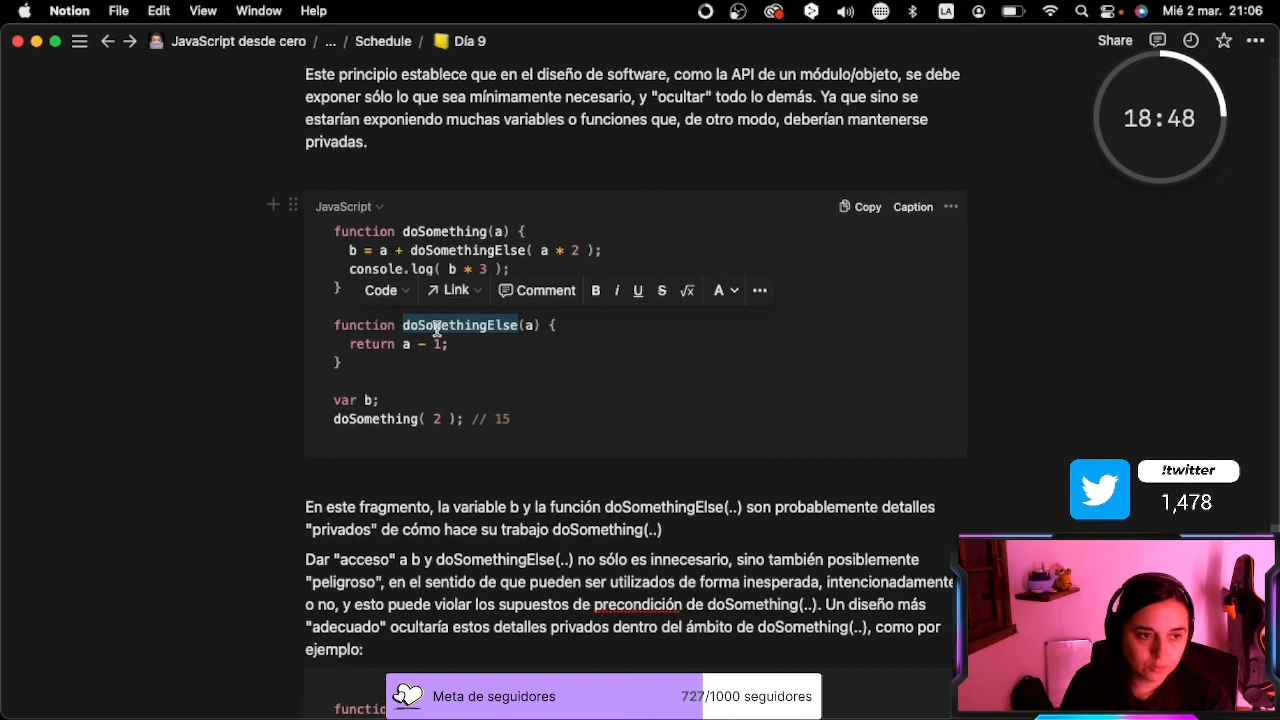 Notion File Edit View Window Help LA Mié 2 mar. 21:06
JavaScript desde cero / ... / Schedule / Día 9 Share
Este principio establece que en el diseño de software, como la API de un módulo/objeto, se debe
exponer sólo lo que sea mínimamente necesario, y "ocultar" todo lo demás. Ya que sino se
estarían exponiendo muchas variables o funciones que, de otro modo, deberían mantenerse
privadas.
18:48
JavaScript Copy Caption
function doSomething(a) {
b = a + doSomethingElse( a * 2 );
console.log( b * 3 );
}
Code Link Comment B i U S √x A
function doSomethingElse(a) {
return a - 1;
}
var b;
doSomething( 2 ); // 15
!twitter
1,478
En este fragmento, la variable b y la función doSomethingElse(..) son probablemente detalles
"privados" de cómo hace su trabajo doSomething(..)
Dar "acceso" a b y doSomethingElse(..) no sólo es innecesario, sino también posiblemente
"peligroso", en el sentido de que pueden ser utilizados de forma inesperada, intencionadamente
o no, y esto puede violar los supuestos de precondición de doSomething(..). Un diseño más
"adecuado" ocultaría estos detalles privados dentro del ámbito de doSomething(..), como por
ejemplo:
Meta de seguidores 727/1000 seguidores